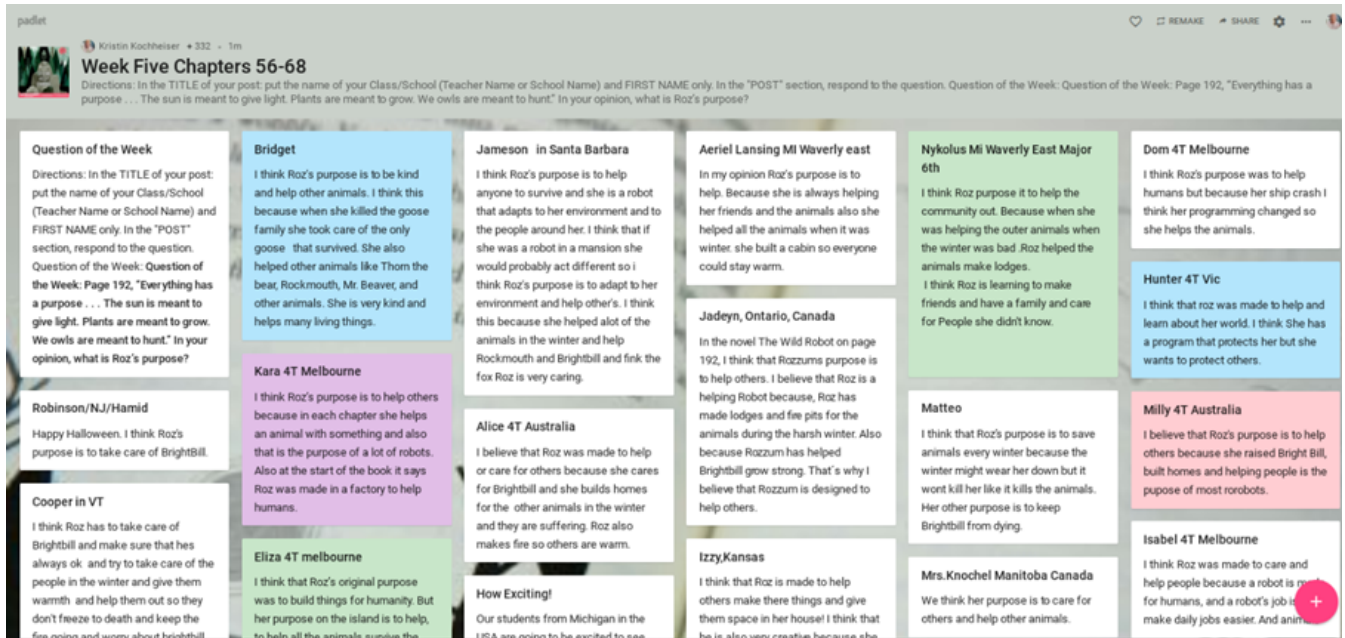 padlet
REMAKE
SHARE
Kristin Kochheiser +332 • 1m
Week Five Chapters 56-68
Directions: In the TITLE of your post: put the name of your Class/School (Teacher Name or School Name) and FIRST NAME only. In the "POST" section, respond to the question. Question of the Week: Question of the Week: Page 192, "Everything has a
purpose . . . The sun is meant to give light. Plants are meant to grow. We owls are meant to hunt." In your opinion, what is Roz's purpose?
Question of the Week
Directions: In the TITLE of your post:
put the name of your Class/School
(Teacher Name or School Name) and
FIRST NAME only. In the "POST"
section, respond to the question.
Question of the Week: Question of
the Week: Page 192, "Everything has
a purpose . . . The sun is meant to
give light. Plants are meant to grow.
We owls are meant to hunt." In your
opinion, what is Roz's purpose?
Robinson/NJ/Hamid
Happy Halloween. I think Roz's
purpose is to take care of BrightBill.
Cooper in VT
I think Roz has to take care of
Brightbill and make sure that hes
always ok and try to take care of the
people in the winter and give them
warmth and help them out so they
don't freeze to death and keep the
fire going and worry about brightbill
Bridget
I think Roz's purpose is to be kind
and help other animals. I think this
because when she killed the goose
family she took care of the only
goose that survived. She also
helped other animals like Thorn the
bear, Rockmouth, Mr. Beaver, and
other animals. She is very kind and
helps many living things.
Kara 4T Melbourne
I think Roz's purpose is to help others
because in each chapter she helps
an animal with something and also
that is the purpose of a lot of robots.
Also at the start of the book it says
Roz was made in a factory to help
humans.
Eliza 4T melbourne
I think that Roz's original purpose
was to build things for humanity. But
her purpose on the island is to help,
to help all the animals survive the
Jameson in Santa Barbara
I think Roz's purpose is to help
anyone to survive and she is a robot
that adapts to her environment and to
the people around her. I think that if
she was a robot in a mansion she
would probably act different so i
think Roz's purpose is to adapt to her
environment and help other's. I think
this because she helped alot of the
animals in the winter and help
Rockmouth and Brightbill and fink the
fox Roz is very caring.
Alice 4T Australia
I believe that Roz was made to help
or care for others because she cares
for Brightbill and she builds homes
for the other animals in the winter
and they are suffering. Roz also
makes fire so others are warm.
How Exciting!
Our students from Michigan in the
USA are going to be excited to see
Aeriel Lansing MI Waverly east
In my opinion Roz's purpose is to
help. Because she is always helping
her friends and the animals also she
helped all the animals when it was
winter. she built a cabin so everyone
could stay warm.
Jadeyn, Ontario, Canada
In the novel The Wild Robot on page
192, I think that Rozzums purpose is
to help others. I believe that Roz is a
helping Robot because, Roz has
made lodges and fire pits for the
animals during the harsh winter. Also
because Rozzum has helped
Brightbill grow strong. That's why I
believe that Rozzum is designed to
help others.
Izzy,Kansas
I think that Roz is made to help
others make there things and give
them space in her house! I think that
he is also very creative because she
Nykolus Mi Waverly East Major
6th
I think Roz purpose it to help the
community out. Because when she
was helping the outer animals when
the winter was bad .Roz helped the
animals make lodges.
I think Roz is learning to make
friends and have a family and care
for People she didn't know.
Matteo
I think that Roz's purpose is to save
animals every winter because the
winter might wear her down but it
wont kill her like it kills the animals.
Her other purpose is to keep
Brightbill from dying.
Mrs.Knochel Manitoba Canada
We think her purpose is to care for
others and help other animals.
Dom 4T Melbourne
I think Roz's purpose was to help
humans but because her ship crash I
think her programming changed so
she helps the animals.
Hunter 4T Vic
I think that roz was made to help and
learn about her world. I think She has
a program that protects her but she
wants to protect others.
Milly 4T Australia
I believe that Roz's purpose is to help
others because she raised Bright Bill,
built homes and helping people is the
pupose of most rorobots.
Isabel 4T Melbourne
I think Roz was made to care and
help people because a robot is
for humans, and a robot's job is
make daily jobs easier. And